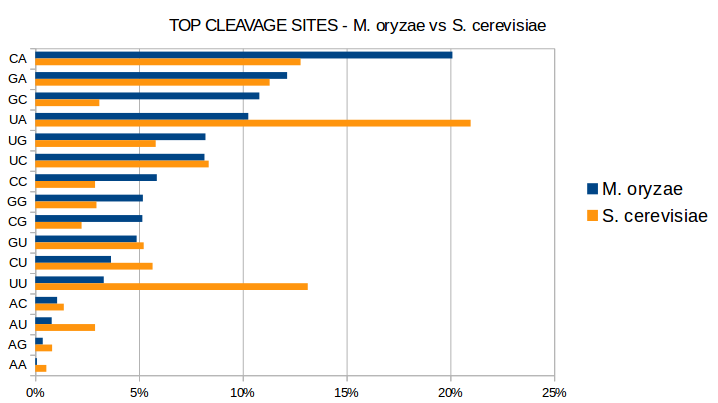 TOP CLEAVAGE SITES - M. oryzae vs S. cerevisiae
CA
GA
GC
UA
UG
UC
CC
GG
CG
GU
CU
UU
AC
AU
AG
AA
M. oryzae
S. cerevisiae
0% 5% 10% 15% 20% 25%